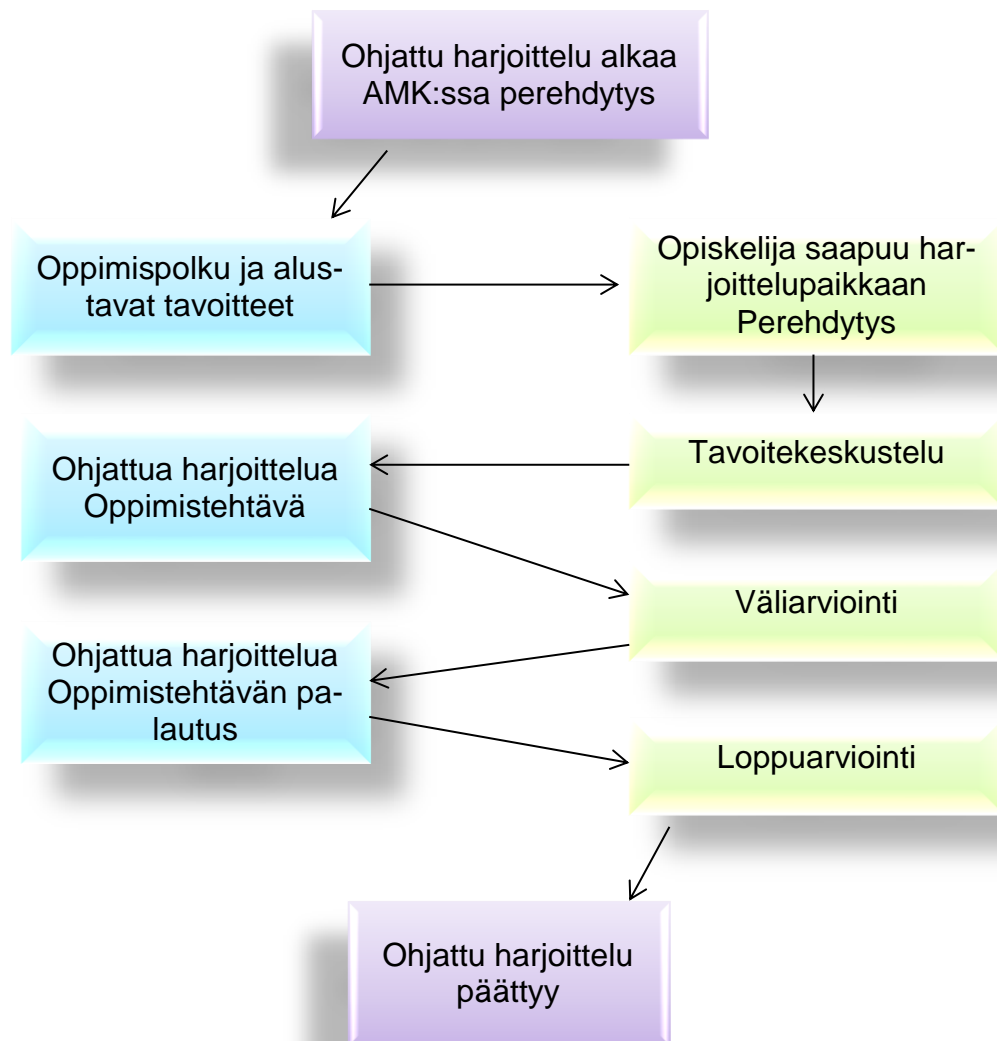 Ohjattu harjoittelu alkaa
AMK:ssa perehdytys
Oppimispolku ja alus-
tavat tavoitteet
Opiskelija saapuu har-
joittelupaikkaan
Perehdytys
Tavoitekeskustelu
Ohjattua harjoittelua
Oppimistehtävä
Väliarviointi
Ohjattua harjoittelua
Oppimistehtävän pa-
lautus
Loppuarviointi
Ohjattu harjoittelu
päättyy